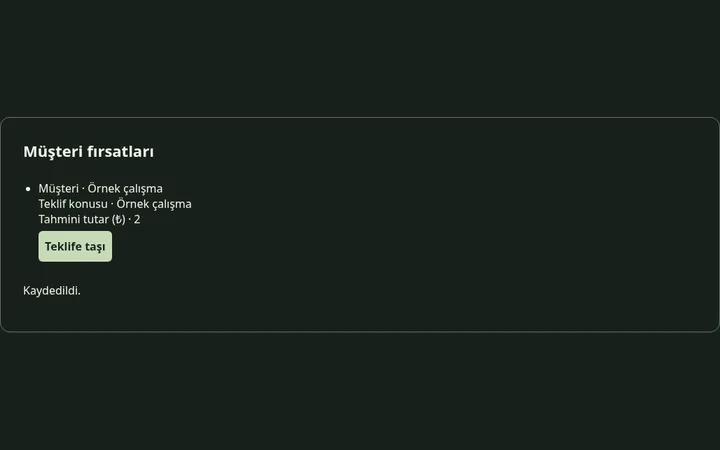 Müşteri fırsatları
Müşteri · Örnek çalışma
Teklif konusu · Örnek çalışma
Tahmini tutar (₺) · 2
Teklife taşı
Kaydedildi.